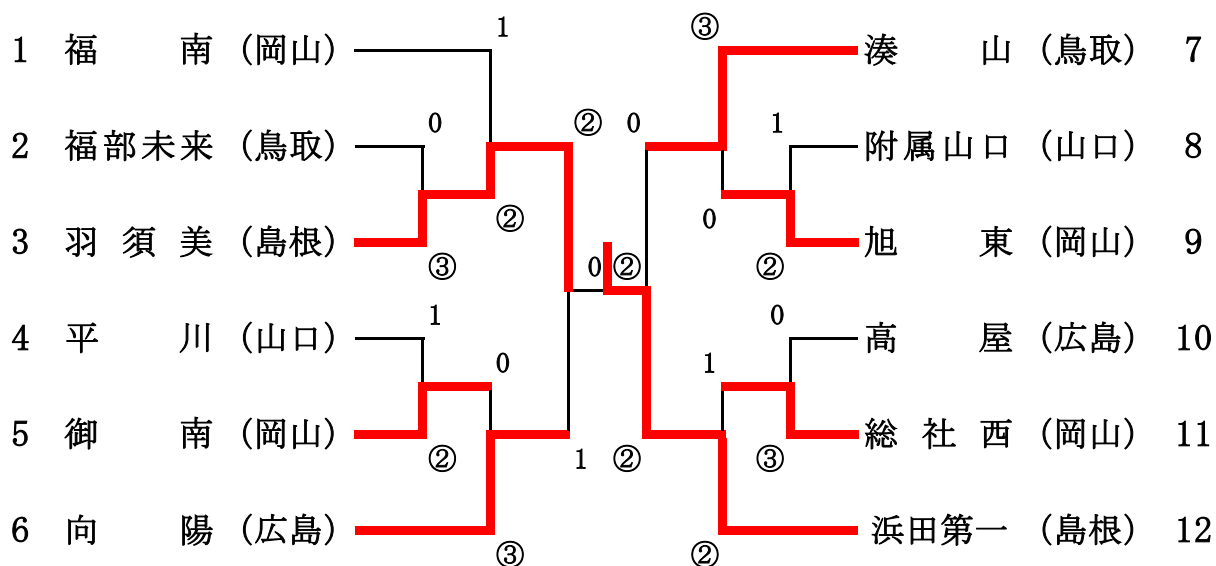 1 福南 (岡山)
2 福部未来 (鳥取)
3 羽須美 (島根)
4 平川 (山口)
5 御南 (岡山)
6 向陽 (広島)
1
0
②
②
③
1
0
②
1
③
0
②
③
0
1
0
②
0
1
③
②
②
湊山 (鳥取) 7
附属山口 (山口) 8
旭東 (岡山) 9
高屋 (広島) 10
総社西 (岡山) 11
浜田第一 (島根) 12